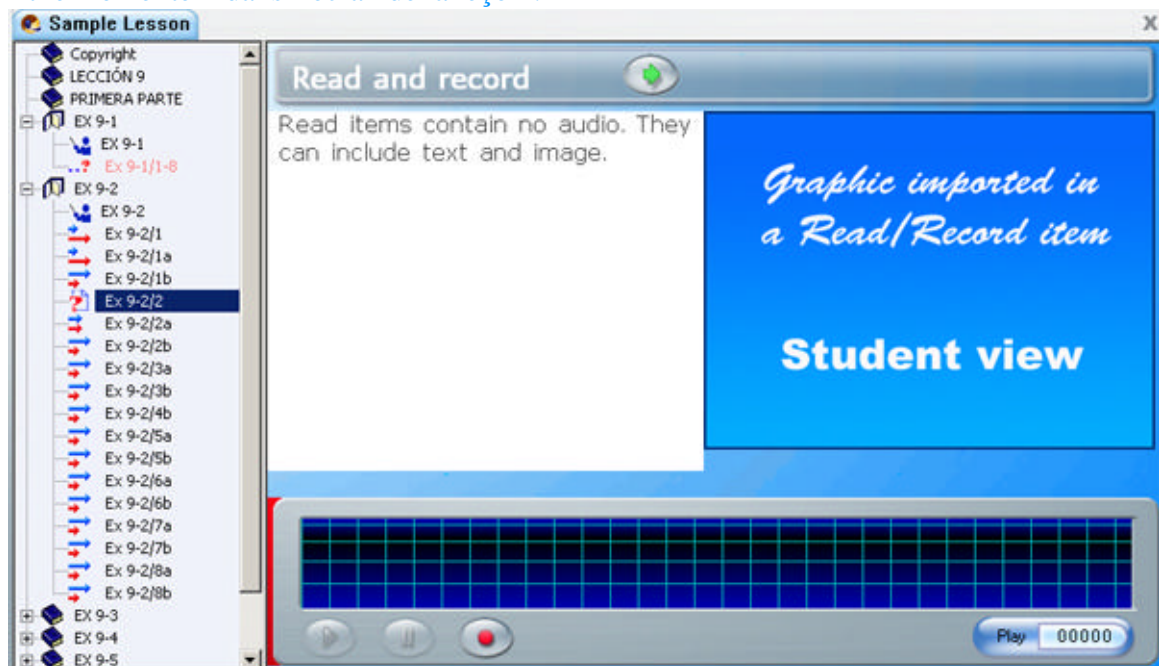 Sample Lesson
X
Copyright
LECCIÓN 9
PRIMERA PARTE
EX 9-1
EX 9-1
Ex 9-1/1-8
EX 9-2
EX 9-2
Ex 9-2/1
Ex 9-2/1a
Ex 9-2/1b
Ex 9-2/2
Ex 9-2/2a
Ex 9-2/2b
Ex 9-2/3a
Ex 9-2/3b
Ex 9-2/4b
Ex 9-2/5a
Ex 9-2/5b
Ex 9-2/6a
Ex 9-2/6b
Ex 9-2/7a
Ex 9-2/7b
Ex 9-2/8a
Ex 9-2/8b
EX 9-3
EX 9-4
EX 9-5
Read and record
Read items contain no audio. They
can include text and image.
Graphic imported in
a Read/Record item
Student view
Play 00000